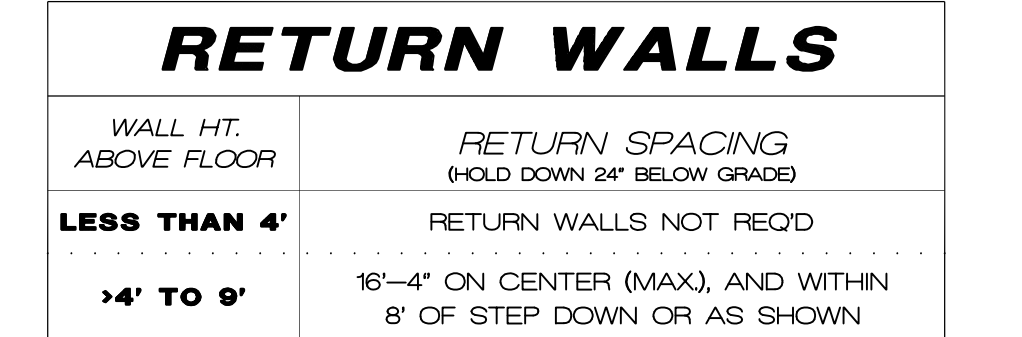 RETURN WALLS
WALL HT.
ABOVE FLOOR
RETURN SPACING
(HOLD DOWN 24" BELOW GRADE)
LESS THAN 4'
RETURN WALLS NOT REQ'D
>4' TO 9'
16'-4" ON CENTER (MAX.), AND WITHIN
8' OF STEP DOWN OR AS SHOWN